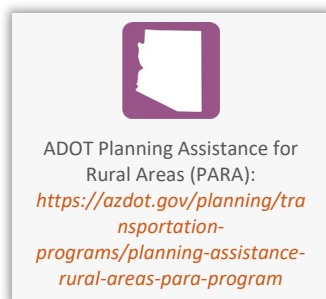 ADOT Planning Assistance for
Rural Areas (PARA):
https://azdot.gov/planning/tra
nsportation-
programs/planning-assistance-
rural-areas-para-program